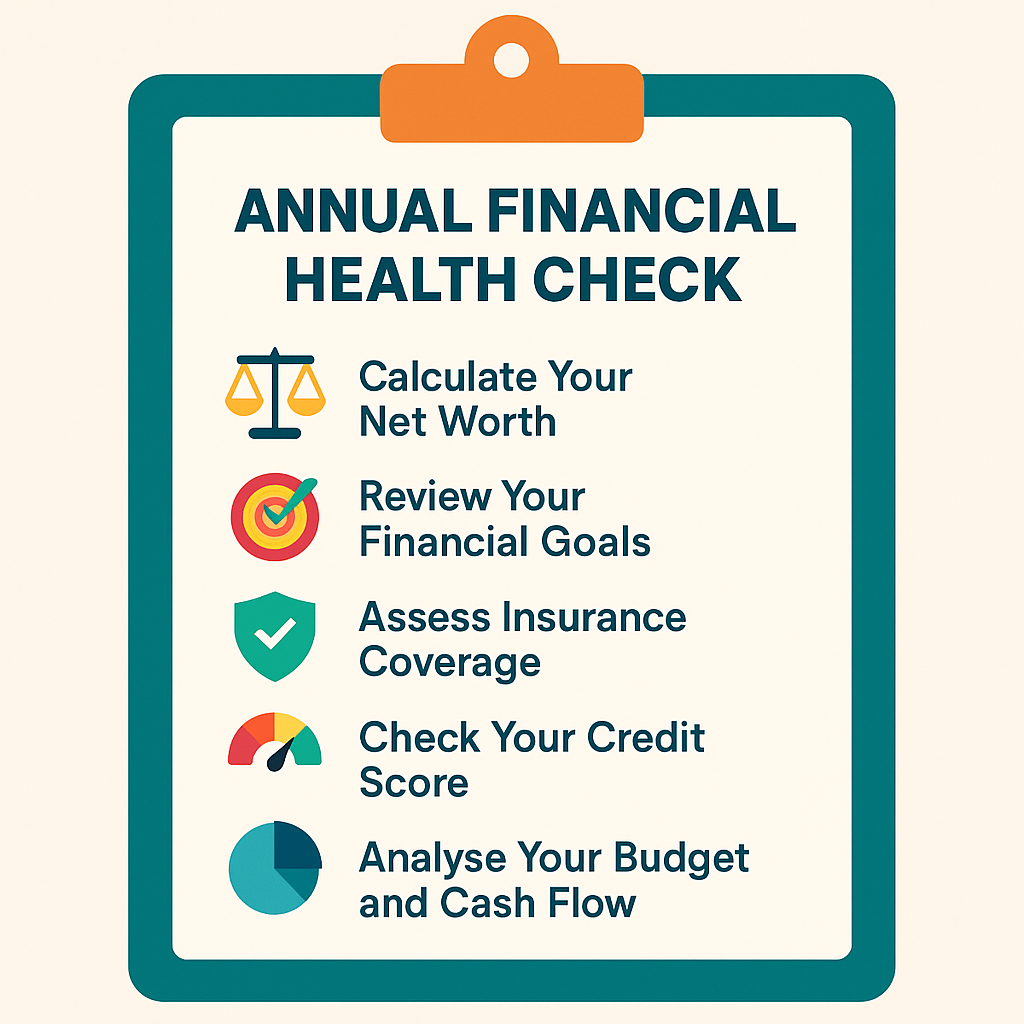 ANNUAL FINANCIAL
HEALTH CHECK
Calculate Your
Net Worth
Review Your
Financial Goals
Assess Insurance
Coverage
Check Your Credit
Score
Analyse Your Budget
and Cash Flow